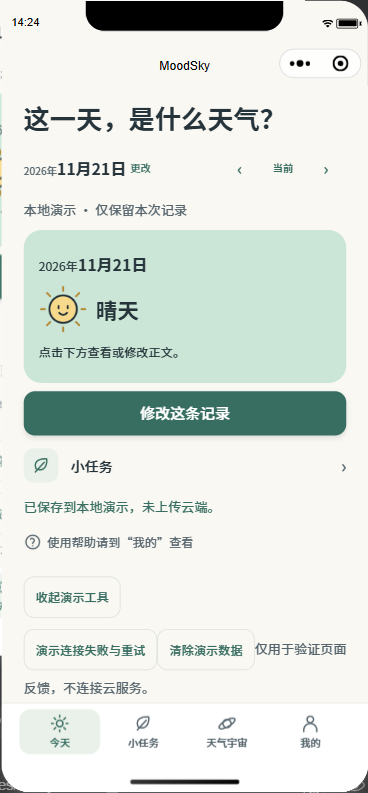 14:24
MoodSky
这一天，是什么天气？
2026年11月21日 更改 ‹ 当前 ›
本地演示 · 仅保留本次记录
2026年11月21日
晴天
点击下方查看或修改正文。
修改这条记录
小任务 ›
已保存到本地演示，未上传云端。
使用帮助请到“我的”查看
收起演示工具
演示连接失败与重试 清除演示数据 仅用于验证页面
反馈，不连接云服务。
今天 小任务 天气宇宙 我的